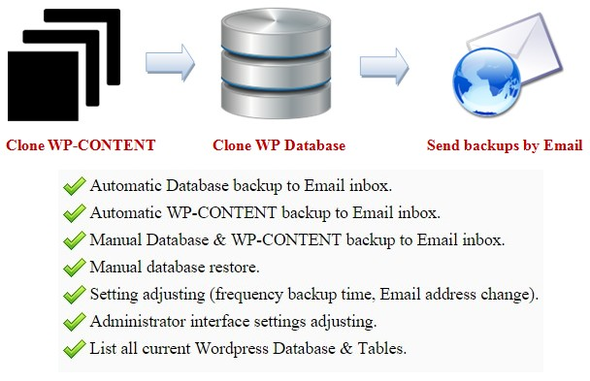 Clone WP-CONTENT
Clone WP Database
Send backups by Email
Automatic Database backup to Email inbox.
Automatic WP-CONTENT backup to Email inbox.
Manual Database & WP-CONTENT backup to Email inbox.
Manual database restore.
Setting adjusting (frequency backup time, Email address change).
Administrator interface settings adjusting.
List all current Wordpress Database & Tables.